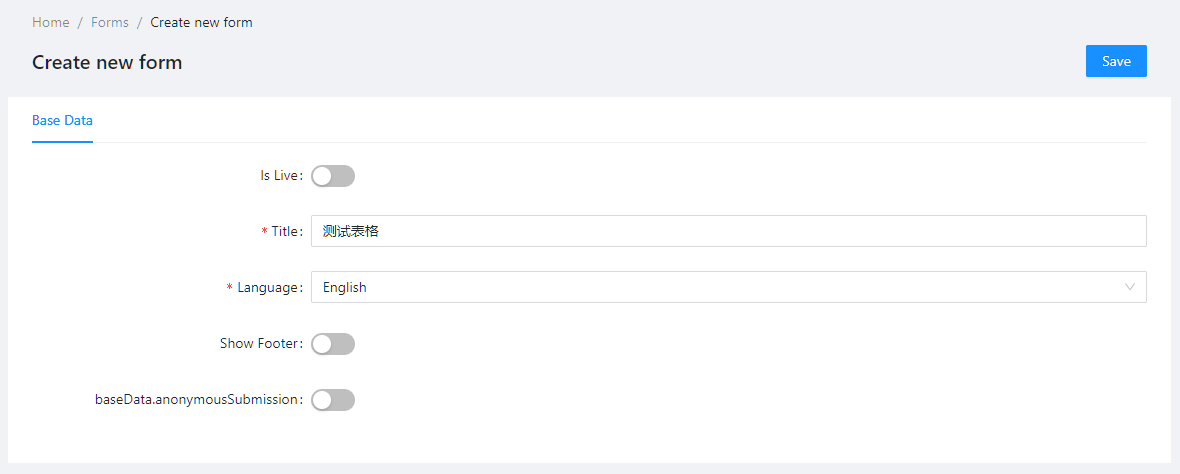 Home / Forms / Create new form
Create new form
Save
Base Data
Is Live:
* Title: 测试表格
* Language: English
Show Footer:
baseData.anonymousSubmission: